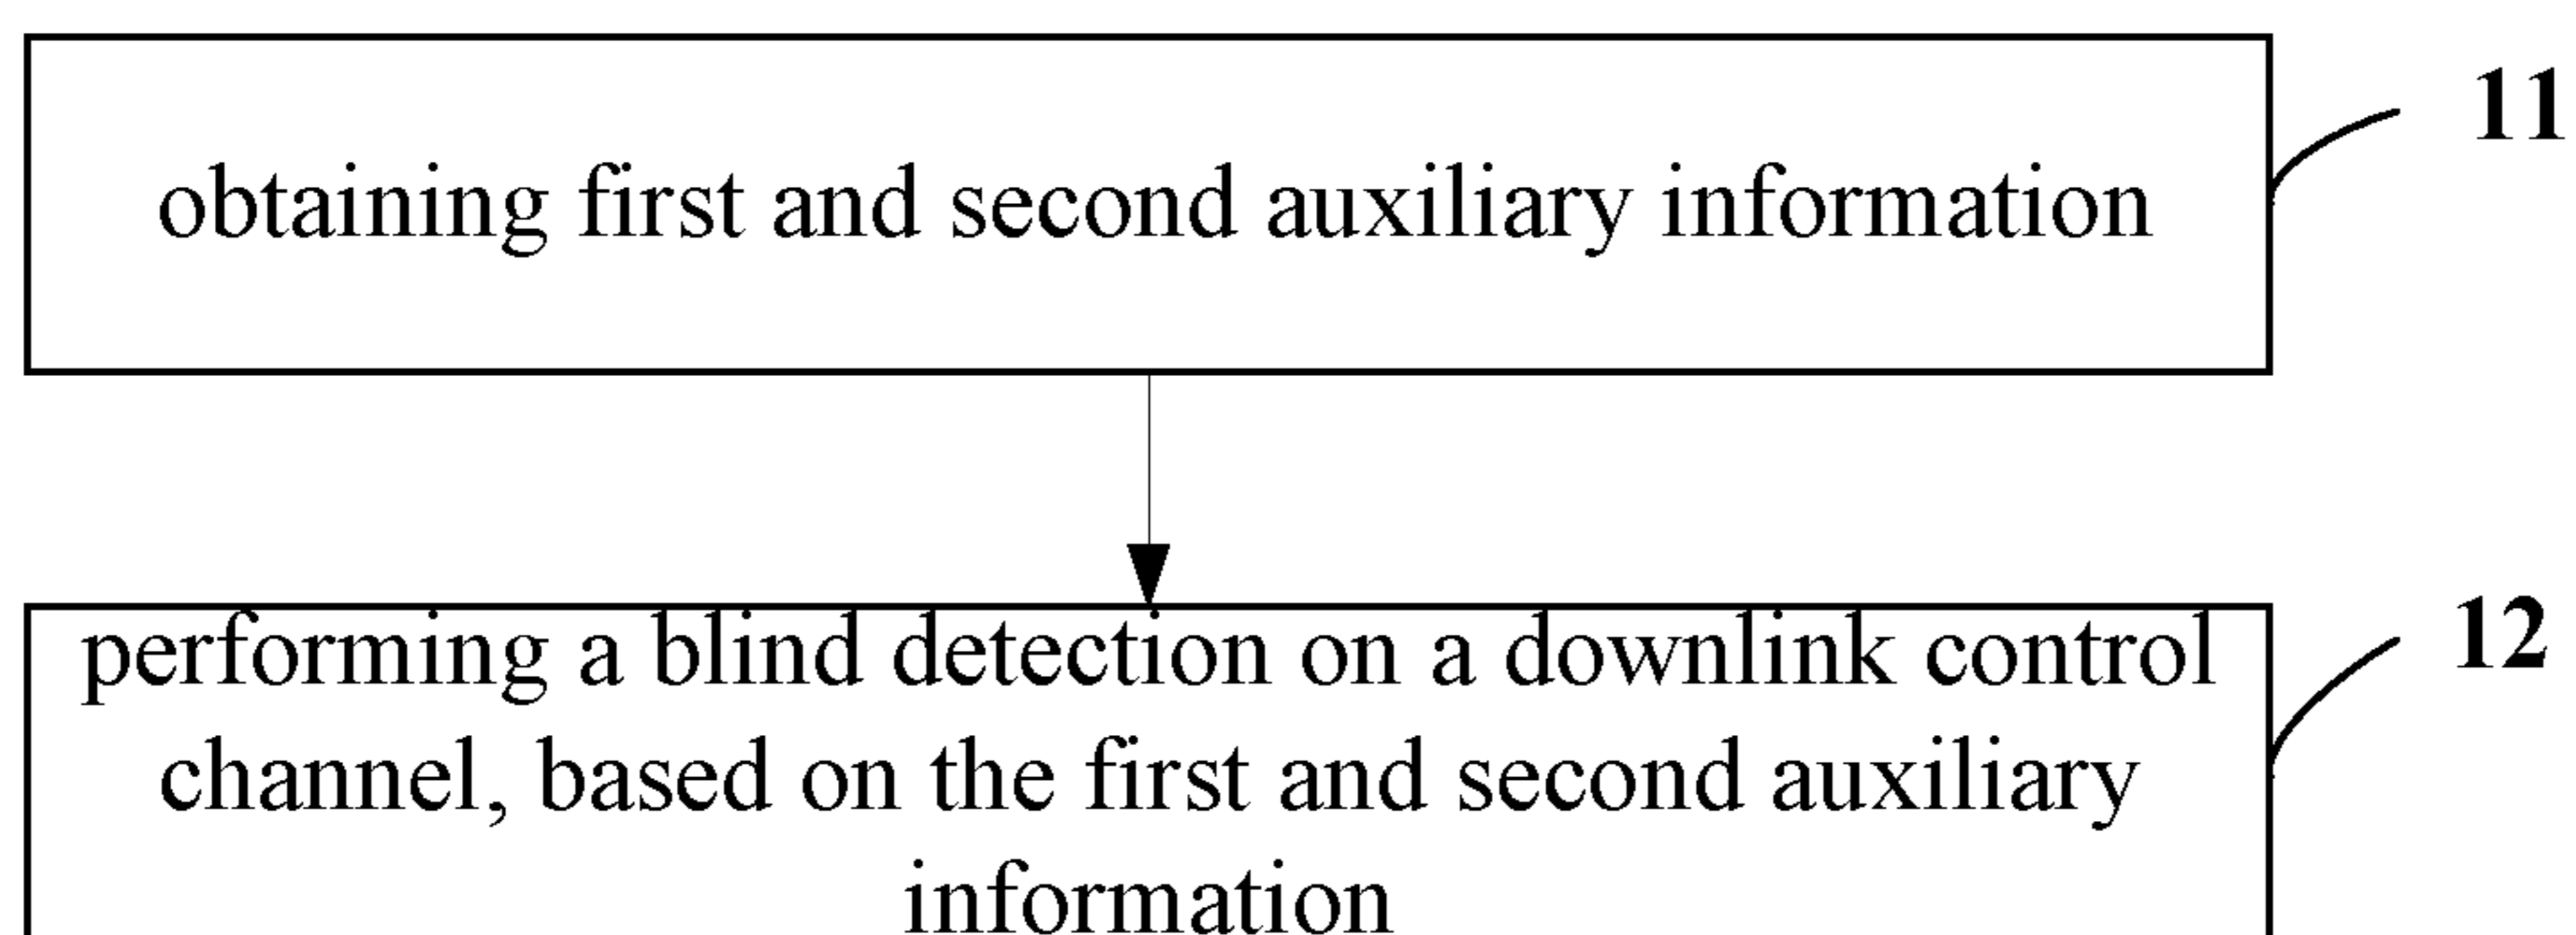 11
obtaining first and second auxiliary information
12
performing a blind detection on a downlink control
channel, based on the first and second auxiliary
information